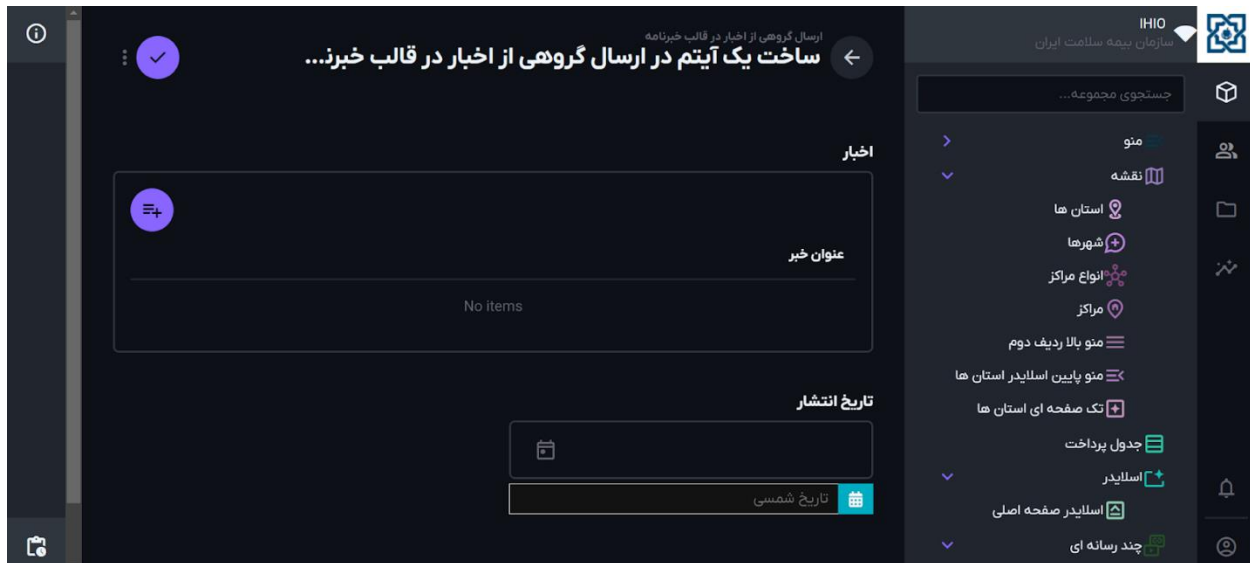 IHIO
سازمان بیمه سلامت ایران
جستجوی مجموعه...
منو
نقشه
استان ها
شهرها
انواع مراکز
مراکز
منو بالا ردیف دوم
منو پایین اسلایدر استان ها
تک صفحه ای استان ها
جدول پرداخت
اسلایدر
اسلایدر صفحه اصلی
چند رسانه ای
ارسال گروهی از اخبار در قالب خبرنامه
ساخت یک آیتم در ارسال گروهی از اخبار در قالب خبرن...
اخبار
عنوان خبر
No items
تاریخ انتشار
تاریخ شمسی